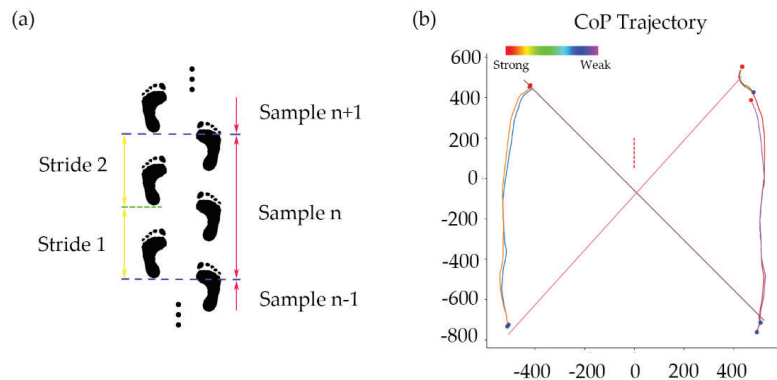 (a)
Sample n+1
Stride 2
Sample n
Stride 1
Sample n-1
(b)
CoP Trajectory
Strong
Weak
600
400
200
0
-200
-400
-600
-800
-400
-200
0
200
400